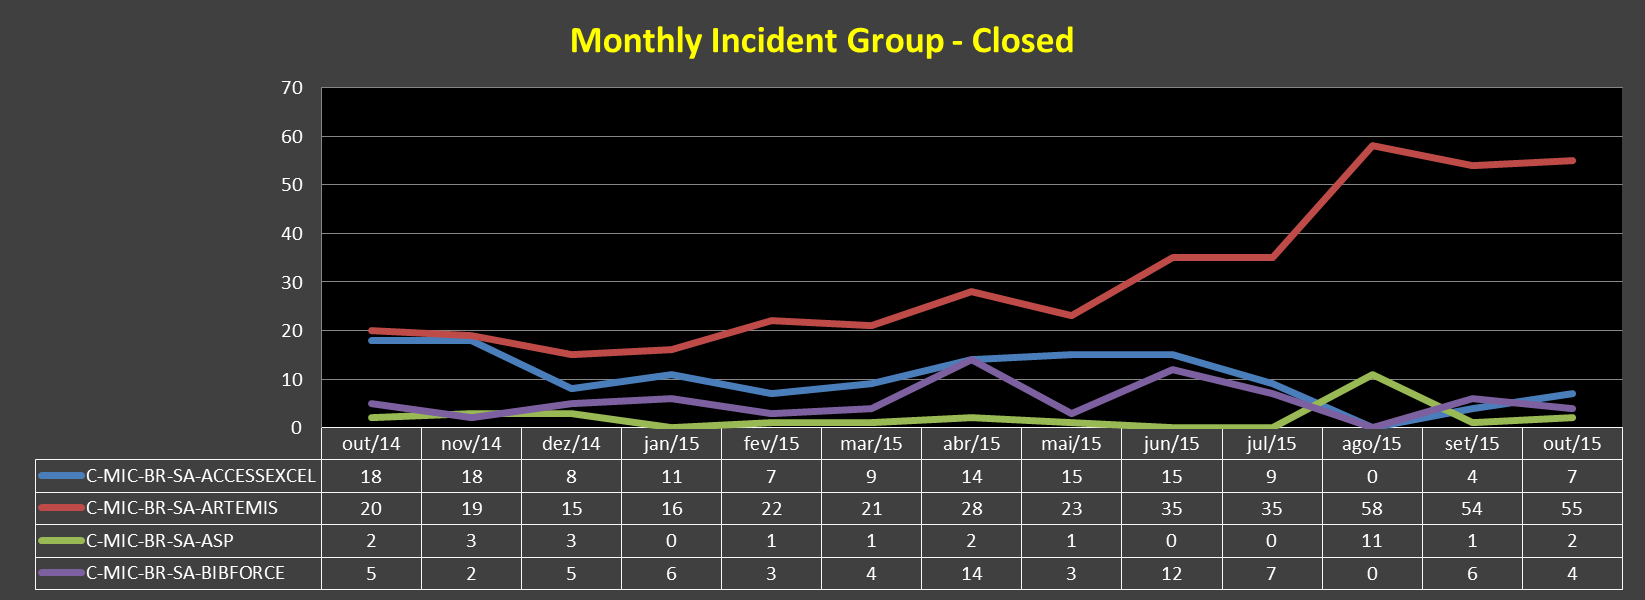 Monthly Incident Group - Closed
70
60
50
40
30
20
10
0
out/14 nov/14 dez/14 jan/15 fev/15 mar/15 abr/15 mai/15 jun/15 jul/15 ago/15 set/15 out/15
C-MIC-BR-SA-ACCESSEXCEL 18 18 8 11 7 9 14 15 15 9 0 4 7
C-MIC-BR-SA-ARTEMIS 20 19 15 16 22 21 28 23 35 35 58 54 55
C-MIC-BR-SA-ASP 2 3 3 0 1 1 2 1 0 0 11 1 2
C-MIC-BR-SA-BIBFORCE 5 2 5 6 3 4 14 3 12 7 0 6 4